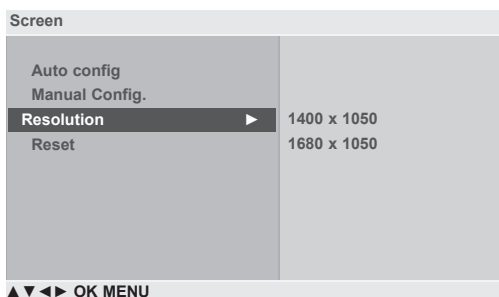 Screen
Auto config
Manual Config.
Resolution ► 1400 x 1050
Reset 1680 x 1050
▲▼◄► OK MENU